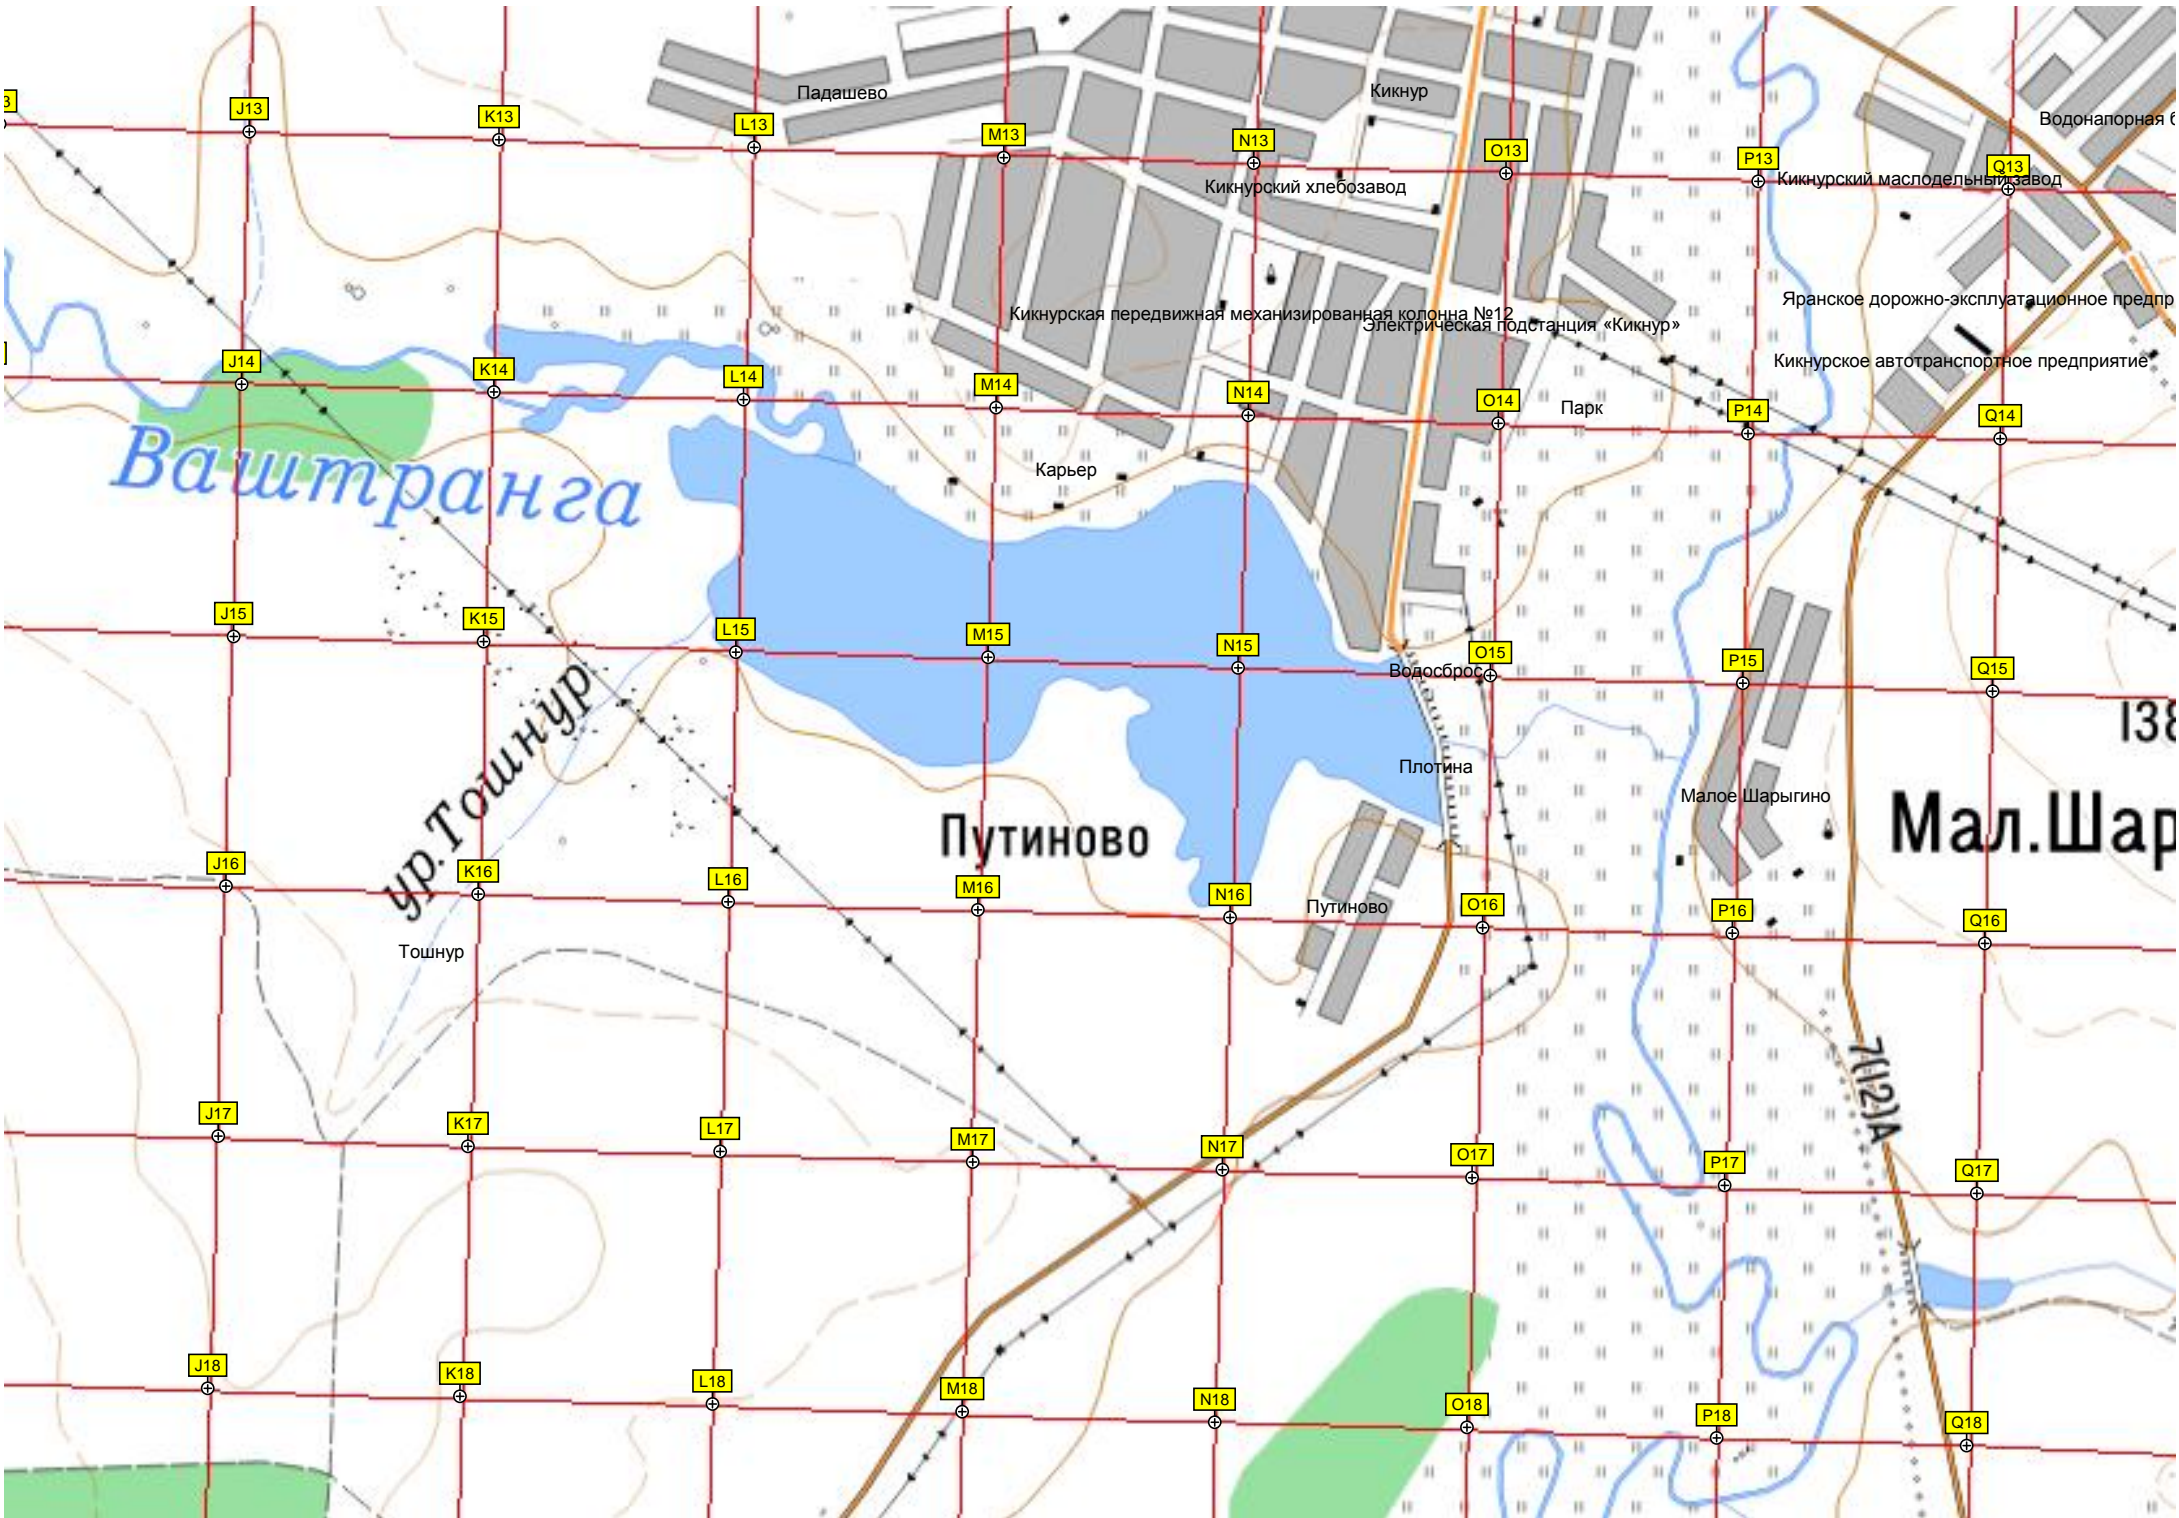 Падашево
Кикнур
3
J13
K13
L13
M13
N13
O13
P13
Q13
Водонапорная
Кикнурский хлебозавод
Кикнурский маслодельный завод
Кикнурская передвижная механизированная колонна №12
Электрическая подстанция «Кикнур»
Яранское дорожно-эксплуатационное предпр
Кикнурское автотранспортное предприятие
J14
K14
L14
M14
N14
O14
Парк
P14
Q14
Ваштранга
Карьер
J15
K15
L15
M15
N15
O15
P15
Q15
Водосброс
138
ур.Тошнур
Плотина
Малое Шарыгино
Путиново
Мал.Шар
J16
K16
L16
M16
N16
Путиново
O16
P16
Q16
Тошнур
7(12)А
J17
K17
L17
M17
N17
O17
P17
Q17
J18
K18
L18
M18
N18
O18
P18
Q18